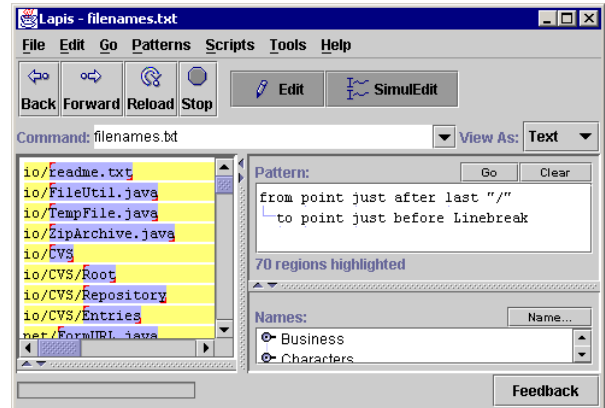 Lapis - filenames.txt
File Edit Go Patterns Scripts Tools Help
Back Forward Reload Stop Edit SimulEdit
Command: filenames.txt View As: Text
io/readme.txt
io/FileUtil.java
io/TempFile.java
io/ZipArchive.java
io/CVS
io/CVS/Root
io/CVS/Repository
io/CVS/Entries
net/FormURL.java
Pattern: Go Clear
from point just after last "/"
to point just before Linebreak
70 regions highlighted
Names: Name...
Business
Characters
Feedback